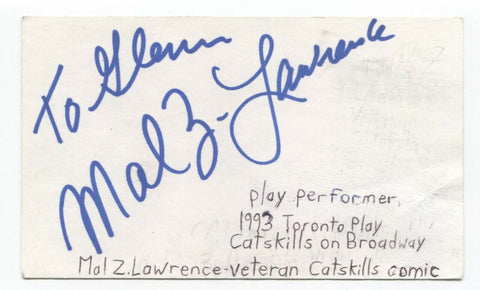 To Glenn
Mal Z. Lawrence
play performer,
1993 Toronto Play
Catskills on Broadway
Mal Z. Lawrence-veteran Catskills comic